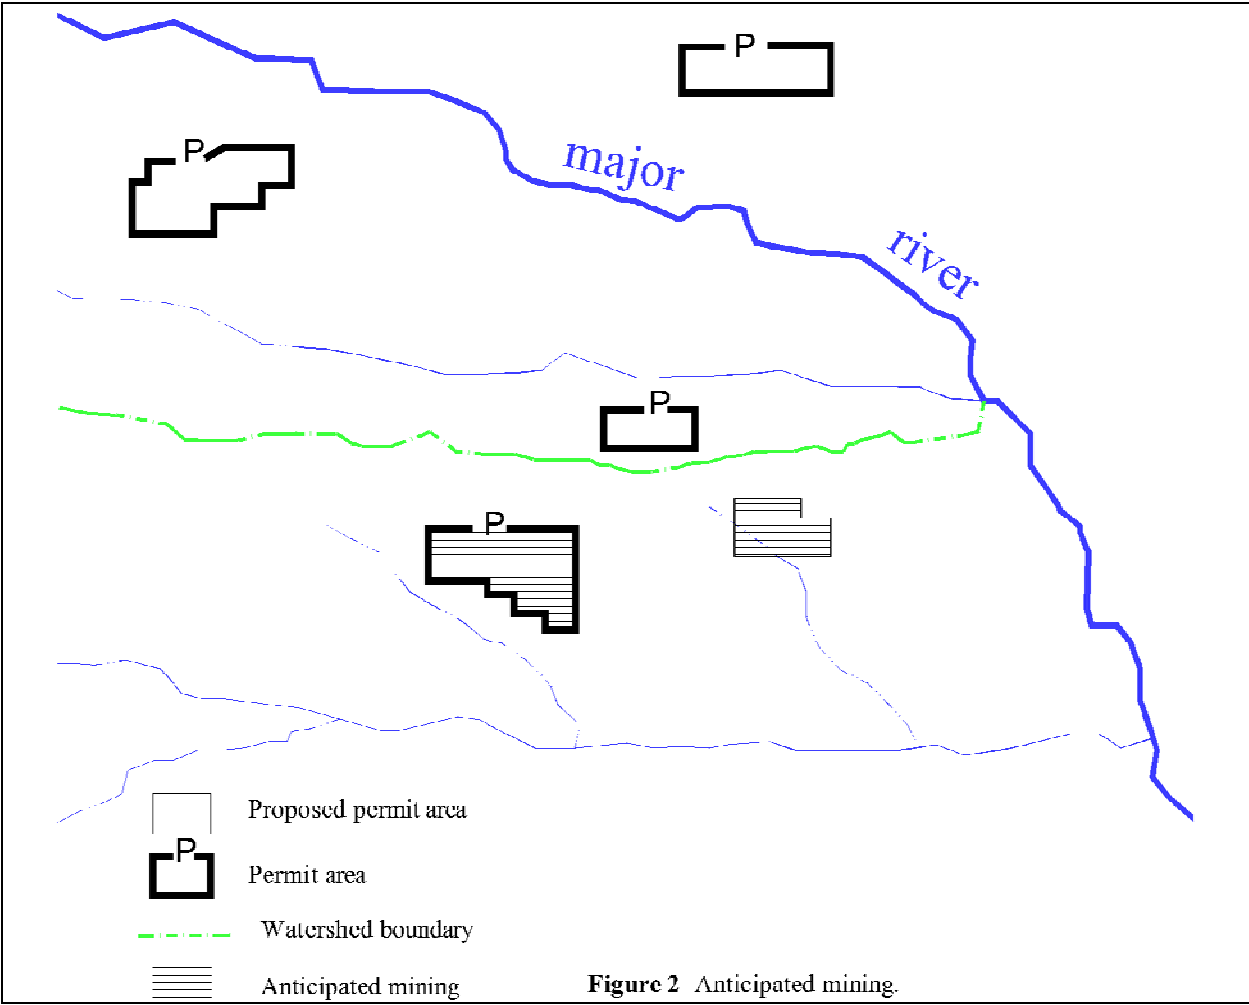 P
major
P
river
P
P
Proposed permit area
P
Permit area
Watershed boundary
Anticipated mining
Figure 2 Anticipated mining.